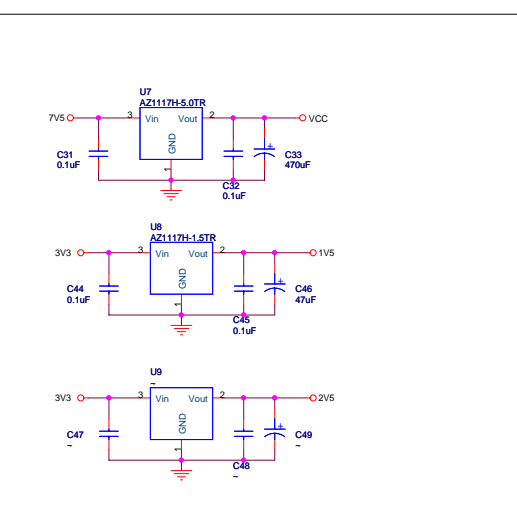 U7
AZ1117H-5.0TR
7V5
3
Vin
Vout
2
VCC
GND
1
C31
0.1uF
C32
0.1uF
+
C33
470uF
U8
AZ1117H-1.5TR
3V3
3
Vin
Vout
2
1V5
GND
1
C44
0.1uF
C45
0.1uF
+
C46
47uF
U9
~
3V3
3
Vin
Vout
2
2V5
GND
1
C47
~
C48
~
+
C49
~